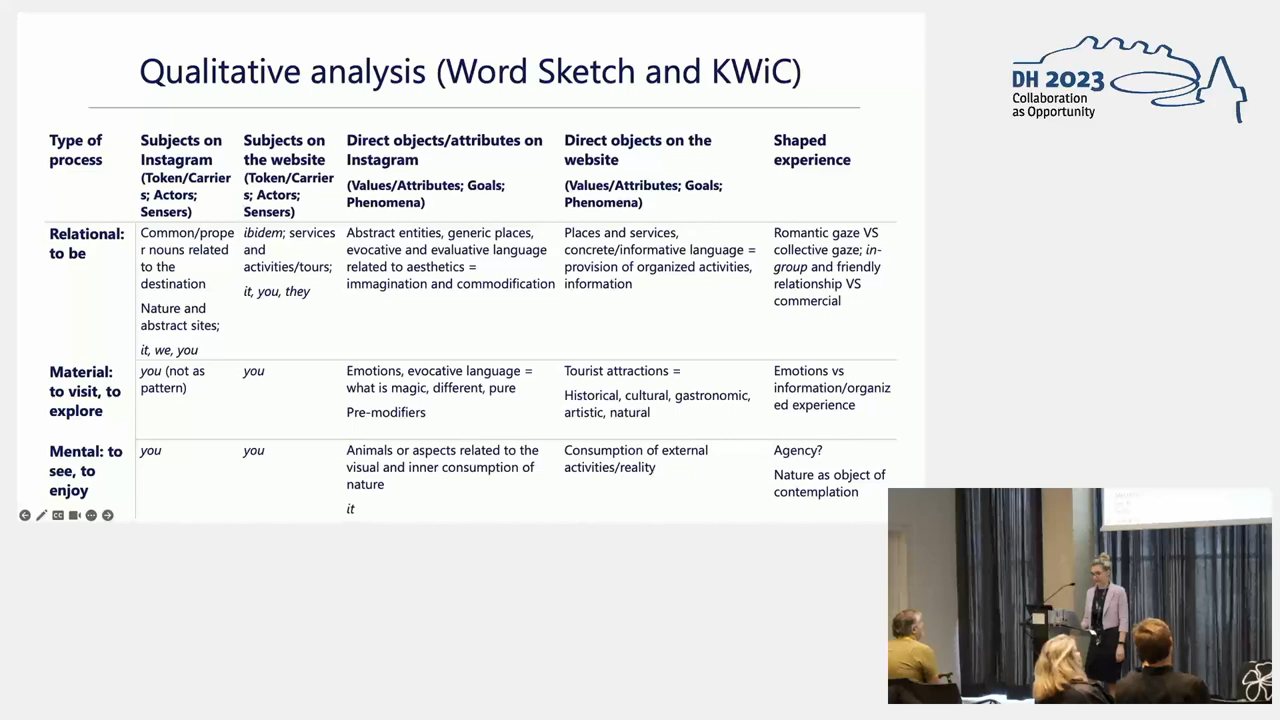 Qualitative analysis (Word Sketch and KWiC)
DH 2023
Collaboration
as Opportunity
Type of
process
Subjects on
Instagram
(Token/Carrier
s; Actors;
Sensers)
Subjects on
the website
(Token/Carrier
s; Actors;
Sensers)
Direct objects/attributes on
Instagram
(Values/Attributes; Goals;
Phenomena)
Direct objects on the
website
(Values/Attributes; Goals;
Phenomena)
Shaped
experience
Relational:
to be
Common/prope
r nouns related
to the
destination
Nature and
abstract sites;
it, we, you
ibidem; services
and
activities/tours;
it, you, they
Abstract entities, generic places,
evocative and evaluative language
related to aesthetics =
immagination and commodification
Places and services,
concrete/informative language =
provision of organized activities,
information
Romantic gaze VS
collective gaze; in-
group and friendly
relationship VS
commercial
Material:
to visit, to
explore
you (not as
pattern)
you
Emotions, evocative language =
what is magic, different, pure
Pre-modifiers
Tourist attractions =
Historical, cultural, gastronomic,
artistic, natural
Emotions vs
information/organiz
ed experience
Mental: to
see, to
enjoy
you
you
Animals or aspects related to the
visual and inner consumption of
nature
it
Consumption of external
activities/reality
Agency?
Nature as object of
contemplation